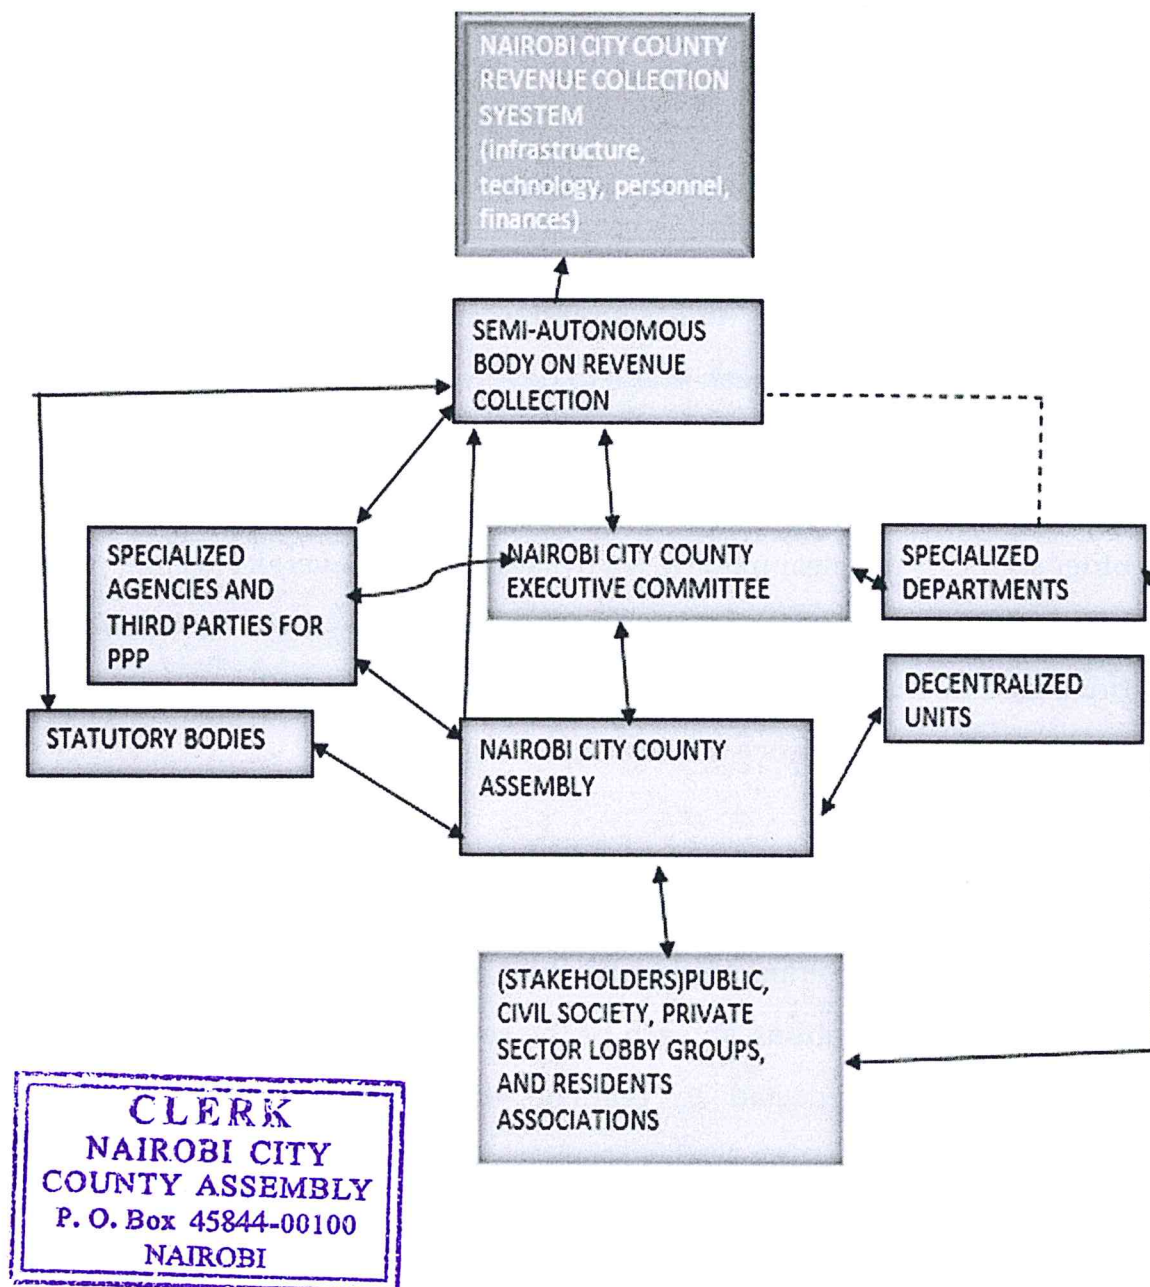 NAIROBI CITY COUNTY
REVENUE COLLECTION
SYESTEM
(infrastructure,
technology, personnel,
finances)
SEMI-AUTONOMOUS
BODY ON REVENUE
COLLECTION
SPECIALIZED
AGENCIES AND
THIRD PARTIES FOR
PPP
NAIROBI CITY COUNTY
EXECUTIVE COMMITTEE
SPECIALIZED
DEPARTMENTS
DECENTRALIZED
UNITS
STATUTORY BODIES
NAIROBI CITY COUNTY
ASSEMBLY
(STAKEHOLDERS)PUBLIC,
CIVIL SOCIETY, PRIVATE
SECTOR LOBBY GROUPS,
AND RESIDENTS
ASSOCIATIONS
CLERK
NAIROBI CITY
COUNTY ASSEMBLY
P. O. Box 45844-00100
NAIROBI